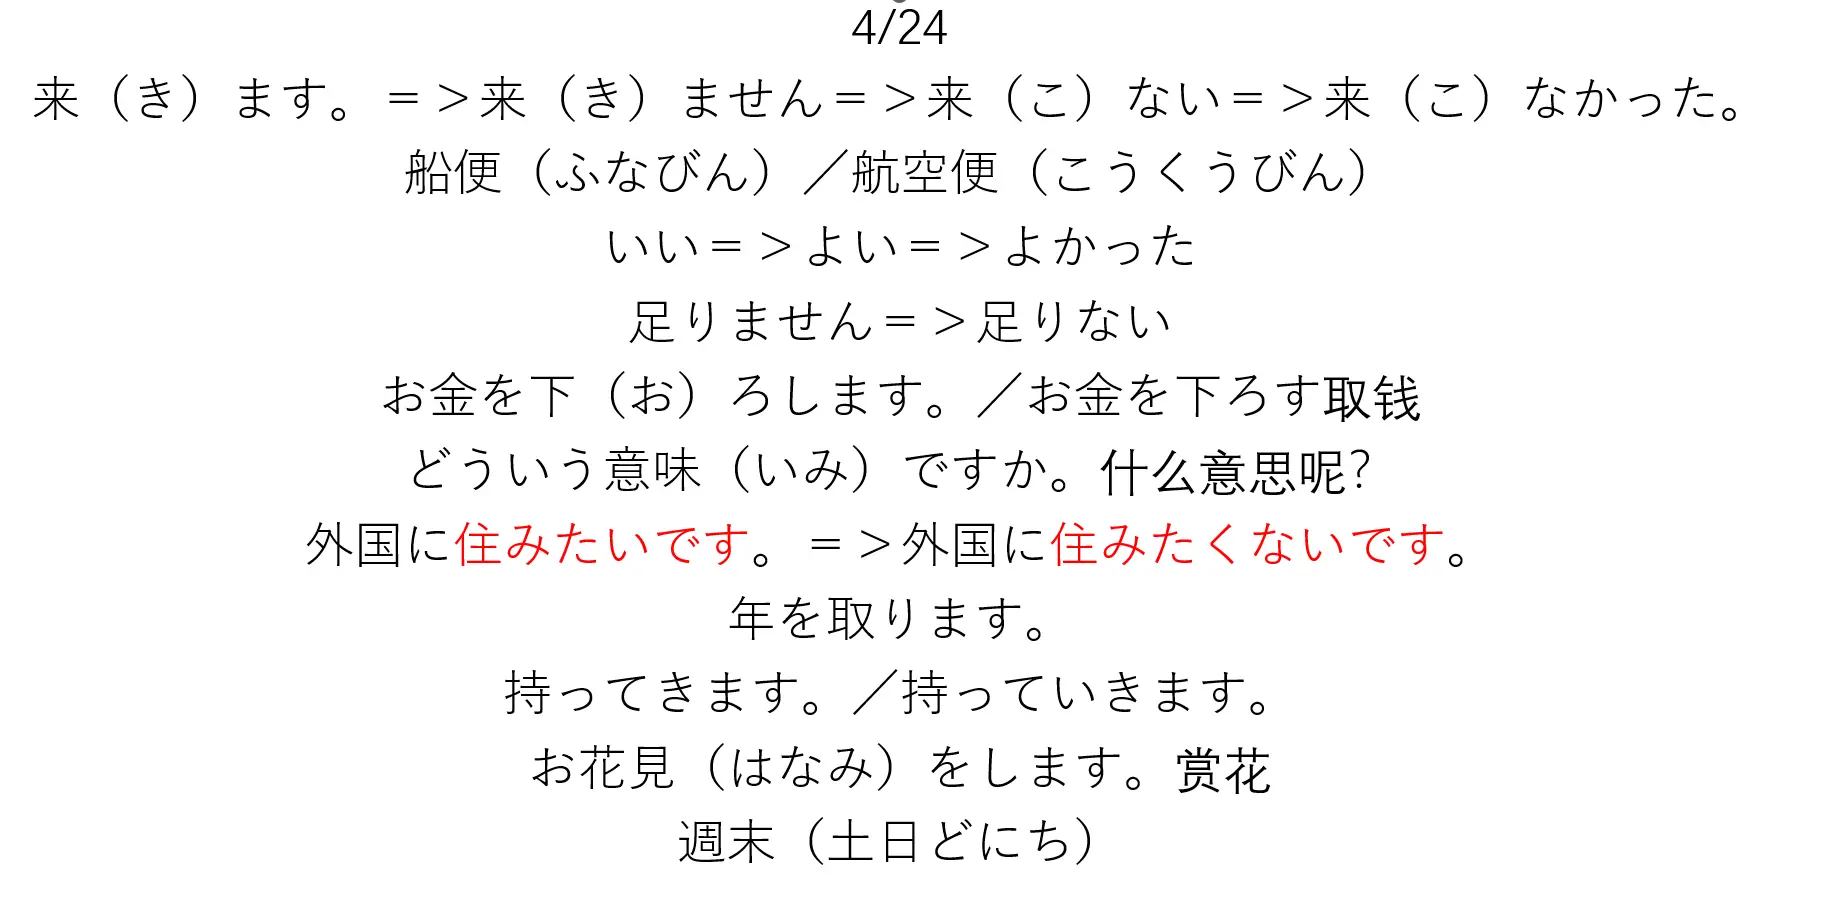 4/24
来（き）ます。＝＞来（き）ません＝＞来（こ）ない＝＞来（こ）なかった。
船便（ふなびん）／航空便（こうくうびん）
いい＝＞よい＝＞よかった
足りません＝＞足りない
お金を下（お）ろします。／お金を下ろす取钱
どういう意味（いみ）ですか。什么意思呢？
外国に住みたいです。＝＞外国に住みたくないです。
年を取ります。
持ってきます。／持っていきます。
お花見（はなみ）をします。赏花
週末（土日どにち）